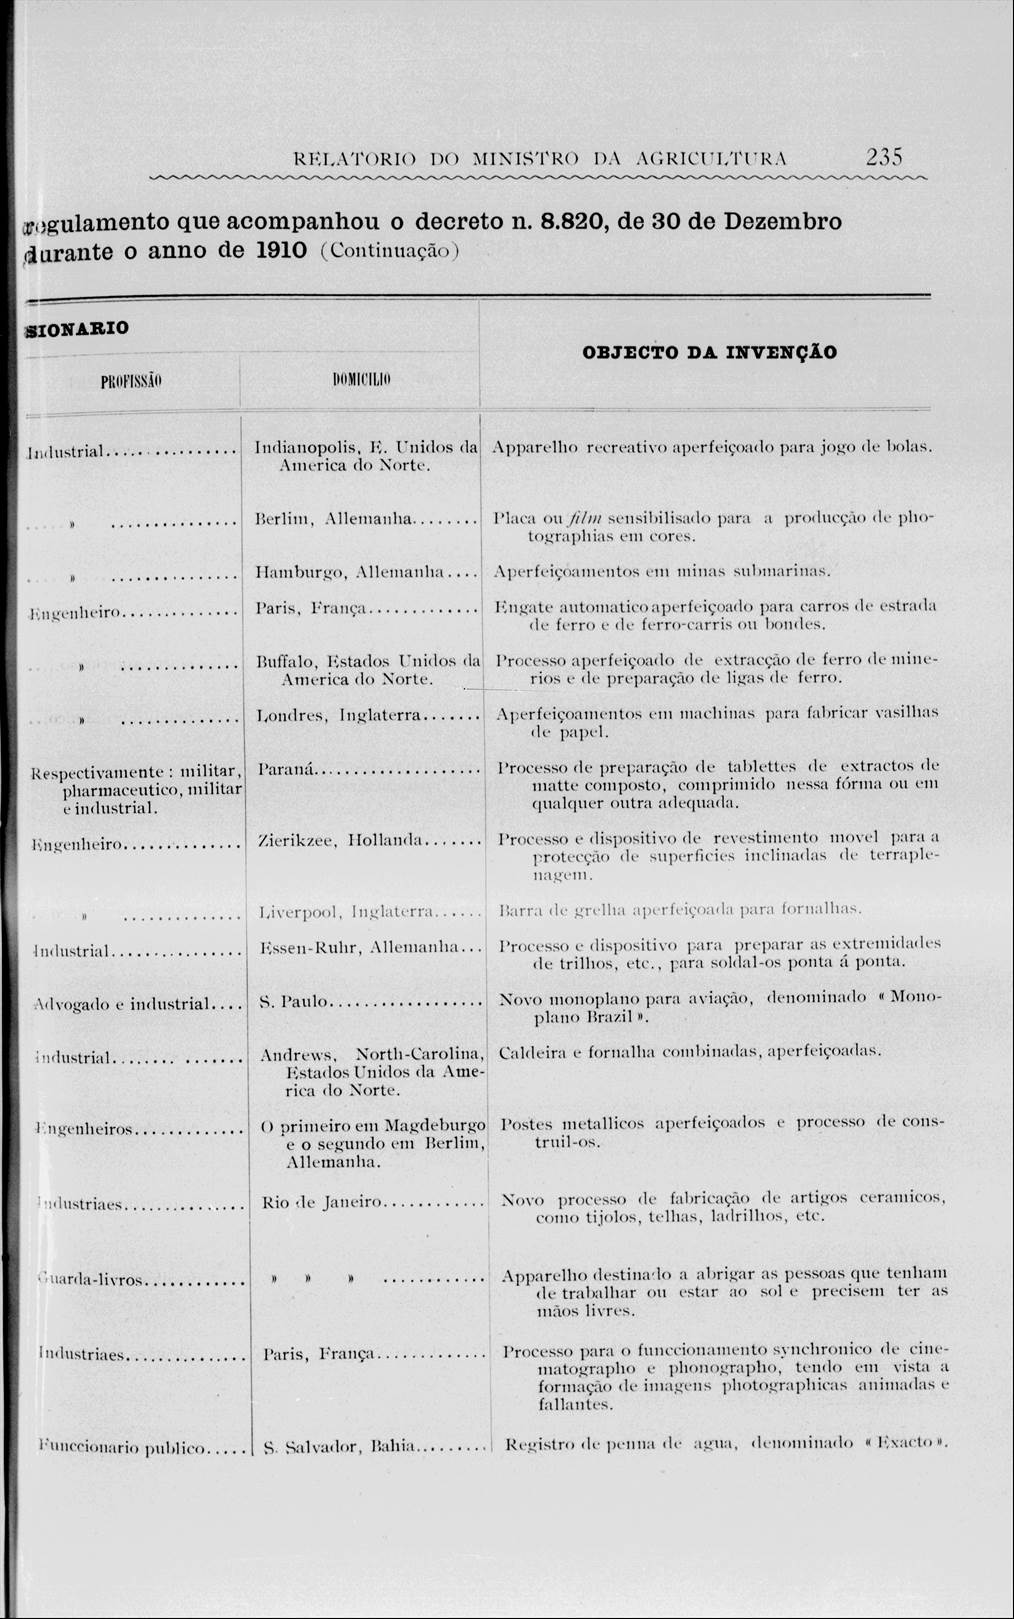 RELATORIO DO MINISTRO DA AGRICULTURA 235
regulamento que acompanhou o decreto n. 8.820, de 30 de Dezembro
durante o anno de 1910 (Continuação)
SIONARIO
OBJECTO DA INVENÇÃO
PROFISSÃO DOMICILIO
Industrial................ Indianopolis, E. Unidos da Apparelho recreativo aperfeiçoado para jogo de bolas.
America do Norte.
» ............... Berlim, Allemanha........ Placa ou film sensibilisado para a producção de pho-
tographias em cores.
» ............... Hamburgo, Allemanha.... Aperfeiçoamentos em minas submarinas.
Engenheiro.............. Paris, França............. Engate automatico aperfeiçoado para carros de estrada
de ferro e de ferro-carris ou bondes.
» .............. Buffalo, Estados Unidos da Processo aperfeiçoado de extracção de ferro de mine-
America do Norte. rios e de preparação de ligas de ferro.
» .............. Londres, Inglaterra....... Aperfeiçoamentos em machinas para fabricar vasilhas
de papel.
Respectivamente : militar, Paraná.................... Processo de preparação de tablettes de extractos de
pharmaceutico, militar matte composto, comprimido nessa fórma ou em
e industrial. qualquer outra adequada.
Engenheiro.............. Zierikzee, Hollanda....... Processo e dispositivo de revestimento movel para a
protecção de superficies inclinadas de terraple-
nagem.
» .............. Liverpool, Inglaterra...... Barra de grelha aperfeiçoada para fornalhas.
Industrial................ Essen-Ruhr, Allemanha... Processo e dispositivo para preparar as extremidades
de trilhos, etc., para soldal-os ponta á ponta.
Advogado e industrial.... S. Paulo.................. Novo monoplano para aviação, denominado « Mono-
plano Brazil ».
Industrial........ ....... Andrews, North-Carolina, Caldeira e fornalha combinadas, aperfeiçoadas.
Estados Unidos da Ame-
rica do Norte.
Engenheiros............. O primeiro em Magdeburgo Postes metallicos aperfeiçoados e processo de cons-
e o segundo em Berlim, truil-os.
Allemanha.
Industriaes............... Rio de Janeiro............ Novo processo de fabricação de artigos ceramicos,
como tijolos, telhas, ladrilhos, etc.
Guarda-livros............ » » » ............ Apparelho destinado a abrigar as pessoas que tenham
de trabalhar ou estar ao sol e precisem ter as
mãos livres.
Industriaes............... Paris, França............. Processo para o funccionamento synchronico de cine-
matographo e phonographo, tendo em vista a
formação de imagens photographicas animadas e
fallantes.
Funccionario publico..... S. Salvador, Bahia......... Registro de penna de agua, denominado « Exacto ».